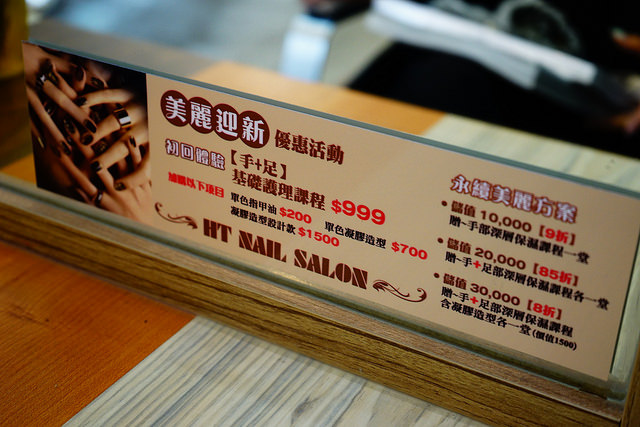 美麗迎新 優惠活動
初回體驗【手+足】
基礎護理課程 $999
加購以下項目 單色指甲油 $200 單色凝膠造型 $700
凝膠造型設計款 $1500
HT NAIL SALON
永續美麗方案
• 儲值 10,000【9折】
贈~手部深層保濕課程一堂
• 儲值 20,000【85折】
贈~手+足部深層保濕課程各一堂
• 儲值 30,000【8折】
贈~手+足部深層保濕課程
含凝膠造型各一堂(價值1500)